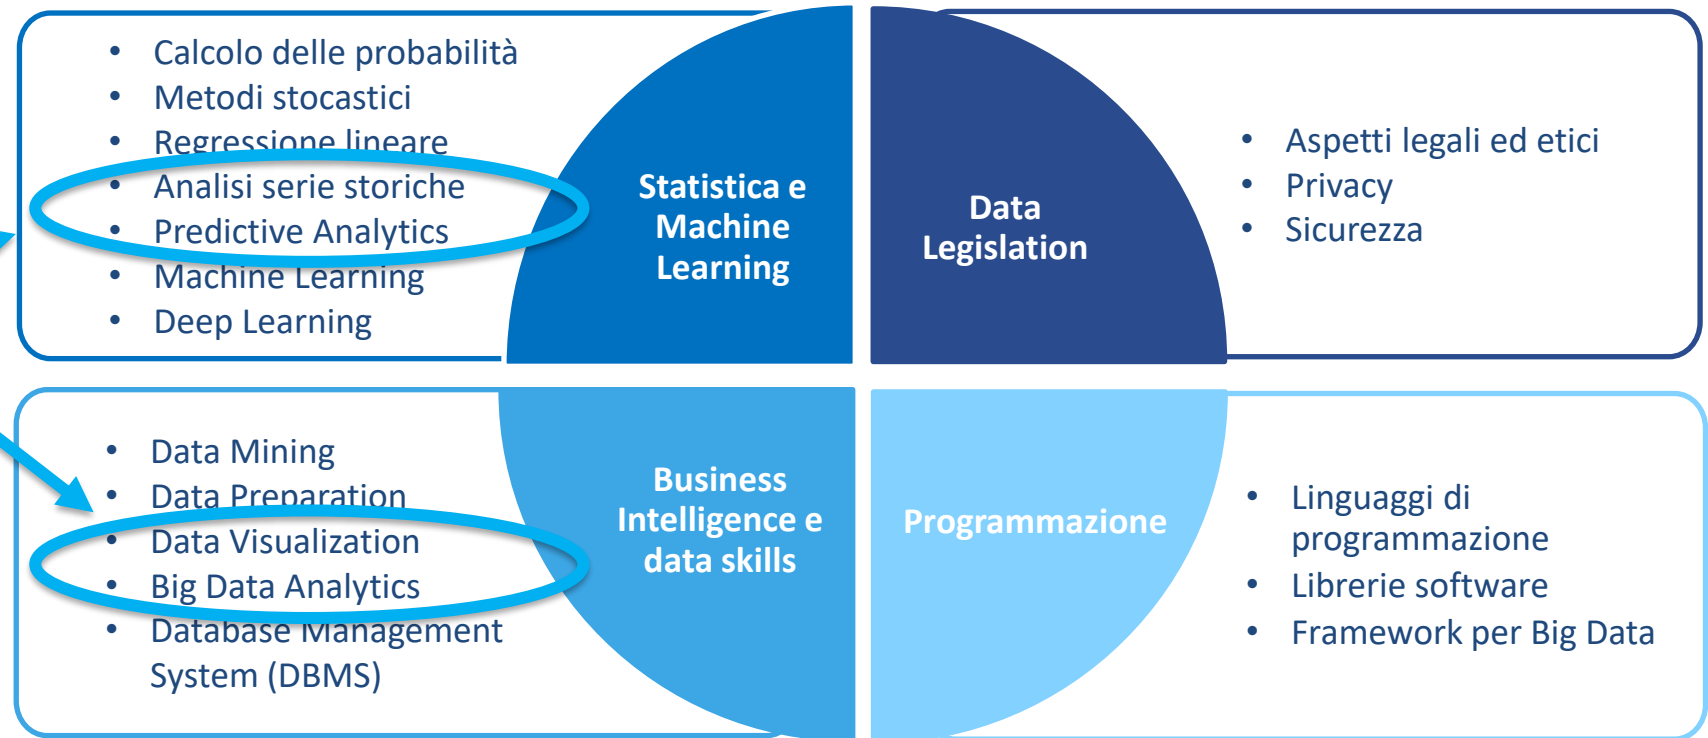 Calcolo delle probabilità
Metodi stocastici
Regressione lineare
Analisi serie storiche
Predictive Analytics
Machine Learning
Deep Learning
Statistica e
Machine
Learning
Data
Legislation
Aspetti legali ed etici
Privacy
Sicurezza
Data Mining
Data Preparation
Data Visualization
Big Data Analytics
Database Management
System (DBMS)
Business
Intelligence e
data skills
Programmazione
Linguaggi di
programmazione
Librerie software
Framework per Big Data